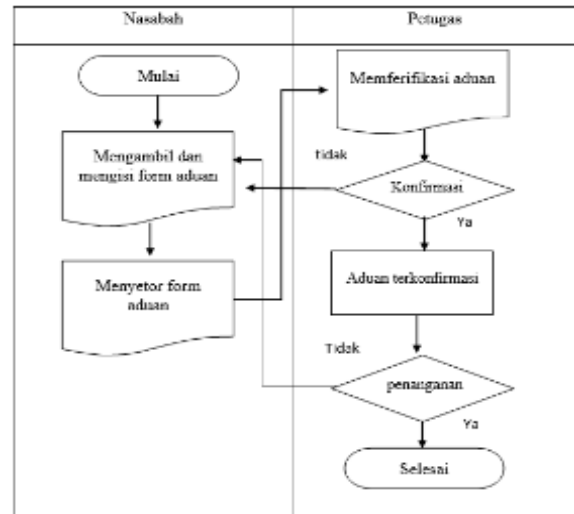 Nasabah
Petugas
Mulai
Mengambil dan
mengisi form aduan
Menyetor form
aduan
Memferifikasi aduan
tidak
Konfirmasi
Ya
Aduan terkonfirmasi
Tidak
penanganan
Ya
Selesai